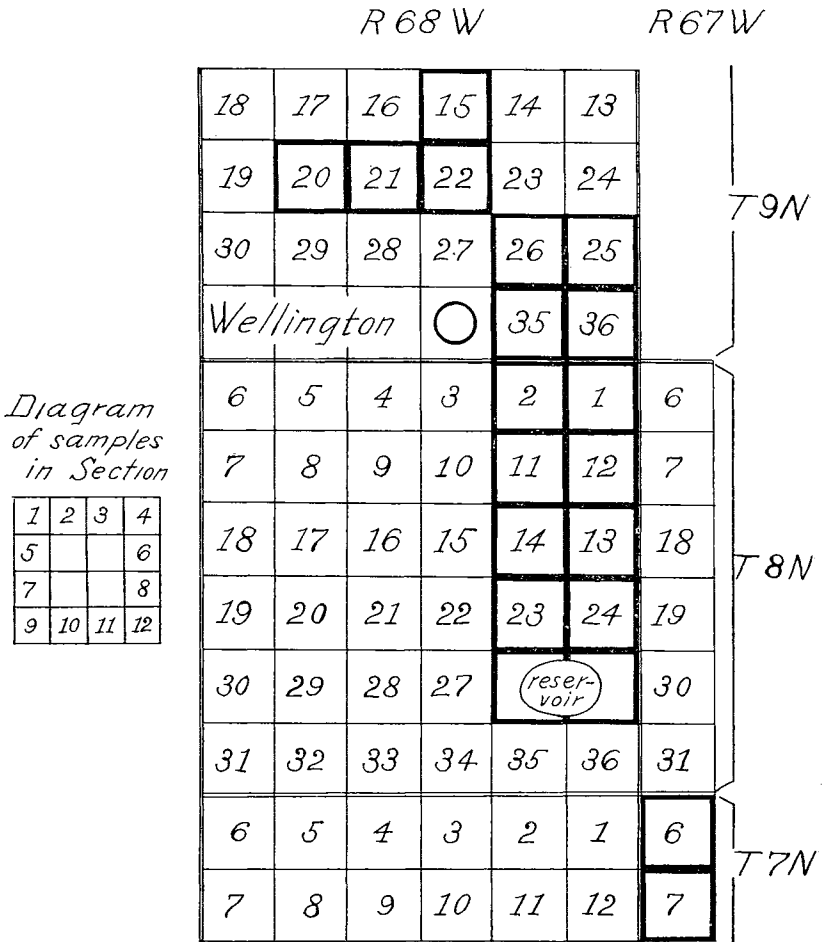 R 68 W R 67 W
18 17 16 15 14 13
19 20 21 22 23 24
T 9 N
30 29 28 27 26 25
Wellington 35 36
6 5 4 3 2 1 6
Diagram
of samples
in Section
7 8 9 10 11 12 7
1 2 3 4
5 6
7 8
9 10 11 12
18 17 16 15 14 13 18
T 8 N
19 20 21 22 23 24 19
30 29 28 27 reser- 30
voir
31 32 33 34 35 36 31
6 5 4 3 2 1 6
T 7 N
7 8 9 10 11 12 7